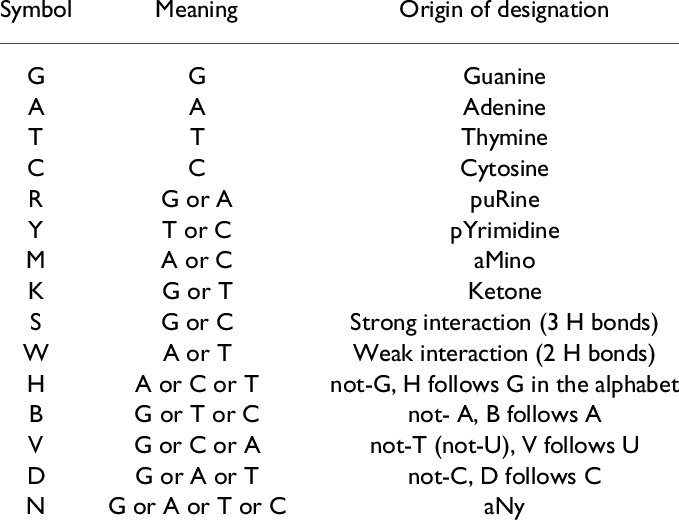 Symbol Meaning Origin of designation
G G Guanine
A A Adenine
T T Thymine
C C Cytosine
R G or A puRine
Y T or C pYrimidine
M A or C aMino
K G or T Ketone
S G or C Strong interaction (3 H bonds)
W A or T Weak interaction (2 H bonds)
H A or C or T not-G, H follows G in the alphabet
B G or T or C not- A, B follows A
V G or C or A not-T (not-U), V follows U
D G or A or T not-C, D follows C
N G or A or T or C aNy